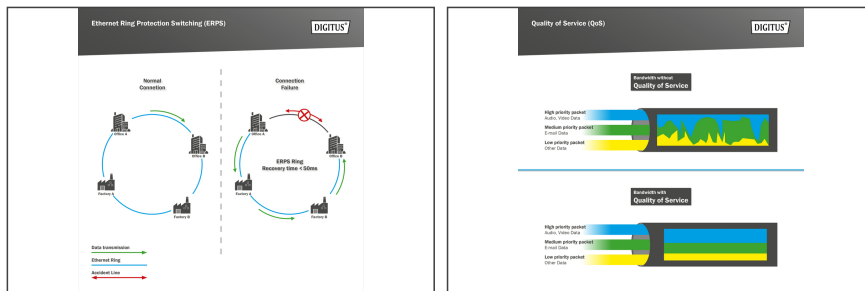 Ethernet Ring Protection Switching (ERPS)
DIGITUS®
Normal
Connetion
Connection
Failure
Office A
Office B
Factory A
Factory B
Office A
Office B
ERPS Ring
Recovery time <50ms
Factory A
Factory B
Data transmission
Ethernet Ring
Accident Line
Quality of Service (QoS)
DIGITUS®
Bandwidth without
Quality of Service
High priority packet
Audio, Video Data
Medium priority packet
E-mail Data
Low priority packet
Other Data
Bandwidth with
Quality of Service
High priority packet
Audio, Video Data
Medium priority packet
E-mail Data
Low priority packet
Other Data